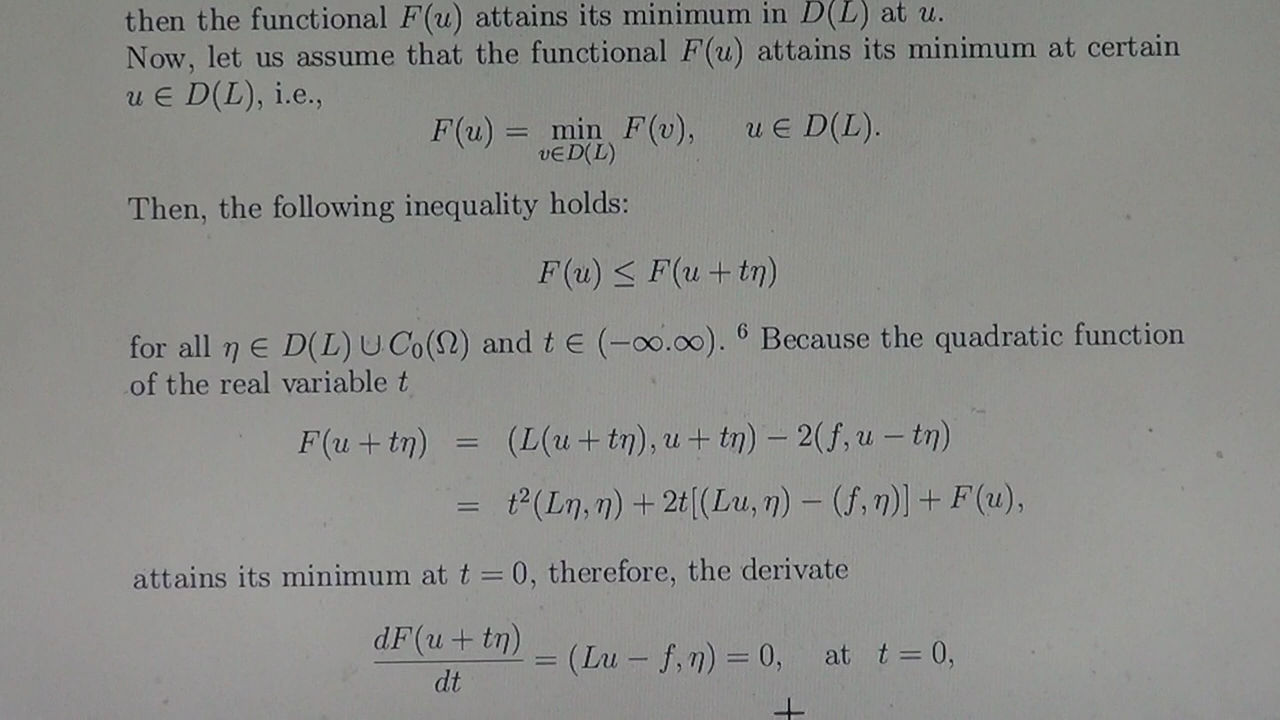 then the functional F(u) attains its minimum in D(L) at u.
Now, let us assume that the functional F(u) attains its minimum at certain
u ∈ D(L), i.e.,
F(u) = min_{v∈D(L)} F(v), u ∈ D(L).
Then, the following inequality holds:
F(u) ≤ F(u + tη)
for all η ∈ D(L) ∪ C₀(Ω) and t ∈ (−∞.∞). ⁶ Because the quadratic function
of the real variable t
F(u + tη) = (L(u + tη), u + tη) − 2(f, u − tη)
= t²(Lη, η) + 2t[(Lu, η) − (f, η)] + F(u),
attains its minimum at t = 0, therefore, the derivate
dF(u + tη)/dt = (Lu − f, η) = 0, at t = 0,